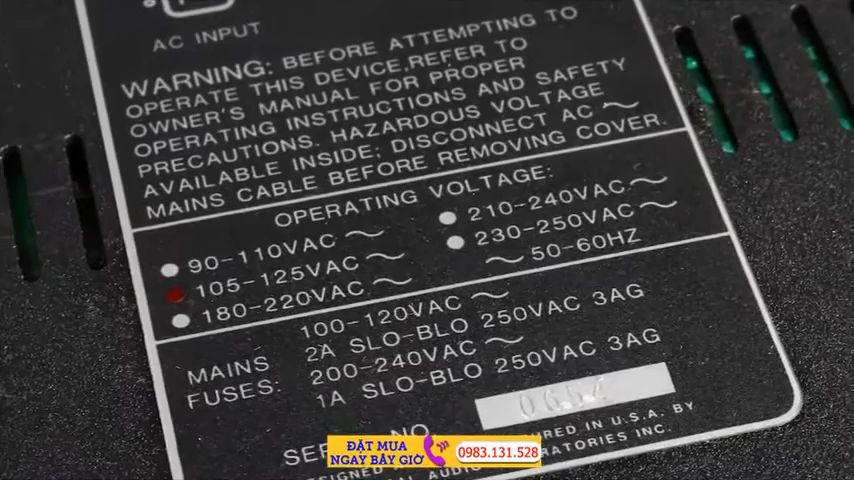 AC INPUT
WARNING: BEFORE ATTEMPTING TO
OPERATE THIS DEVICE,REFER TO
OWNER'S MANUAL FOR PROPER
OPERATING INSTRUCTIONS AND SAFETY
PRECAUTIONS. HAZARDOUS VOLTAGE
AVAILABLE INSIDE; DISCONNECT AC ~
MAINS CABLE BEFORE REMOVING COVER.
OPERATING VOLTAGE:
90-110VAC ~
105-125VAC ~
180-220VAC ~
210-240VAC ~
230-250VAC ~
~ 50-60HZ
MAINS FUSES:
100-120VAC ~
2A SLO-BLO 250VAC 3AG
200-240VAC ~
1A SLO-BLO 250VAC 3AG
NO
0652
IN U.S.A. BY
INC.
ĐẶT MUA
NGAY BÂY GIỜ
0983.131.528